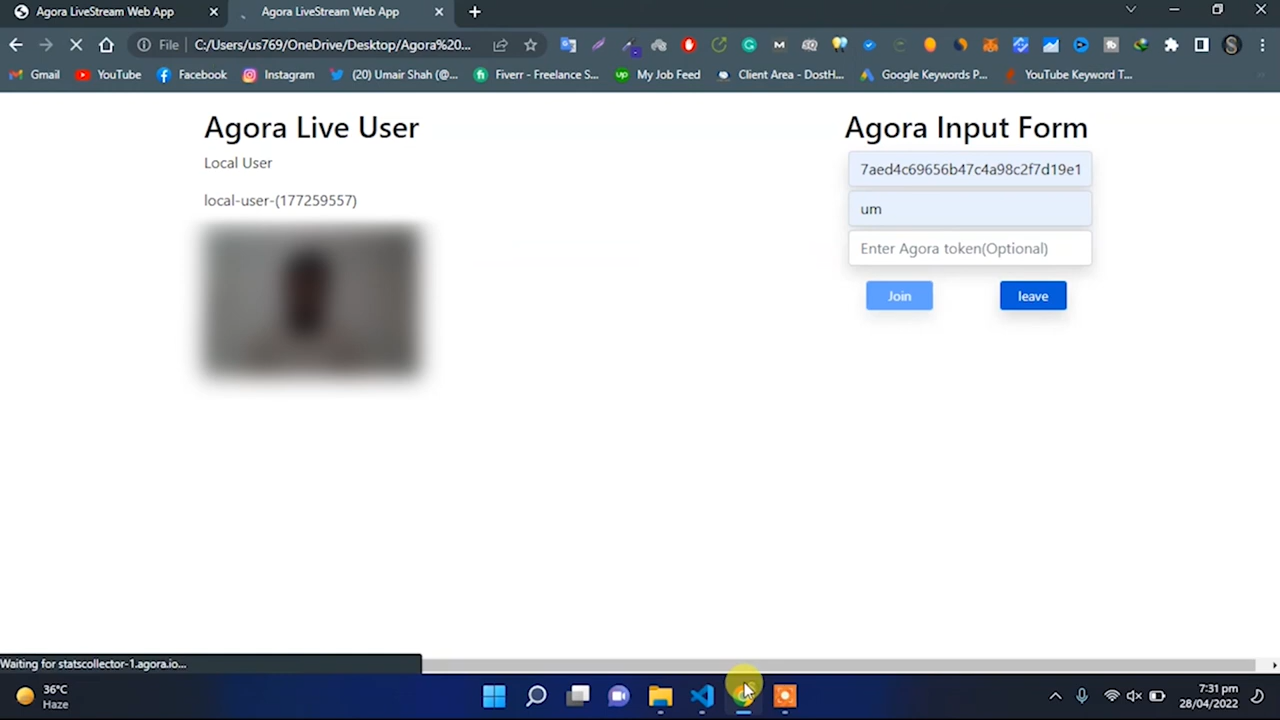 Agora LiveStream Web App
Agora LiveStream Web App
File C:/Users/us769/OneDrive/Desktop/Agora%20...
Gmail YouTube Facebook Instagram (20) Umair Shah (@... Fiverr - Freelance S... My Job Feed Client Area - DostH... Google Keywords P... YouTube Keyword T...
Agora Live User
Local User
local-user-(177259557)
Agora Input Form
7aed4c69656b47c4a98c2f7d19e1
um
Enter Agora token(Optional)
Join
leave
Waiting for statscollector-1.agora.io...
36°C
Haze
7:31 pm
28/04/2022